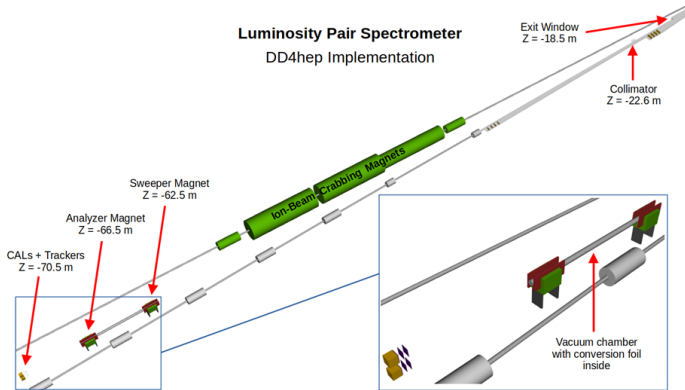 Luminosity Pair Spectrometer
DD4hep Implementation
Exit Window
Z = -18.5 m
Collimator
Z = -22.6 m
Ion-Beam-Crabbing Magnets
Sweeper Magnet
Z = -62.5 m
Analyzer Magnet
Z = -66.5 m
CALs + Trackers
Z = -70.5 m
Vacuum chamber
with conversion foil
inside